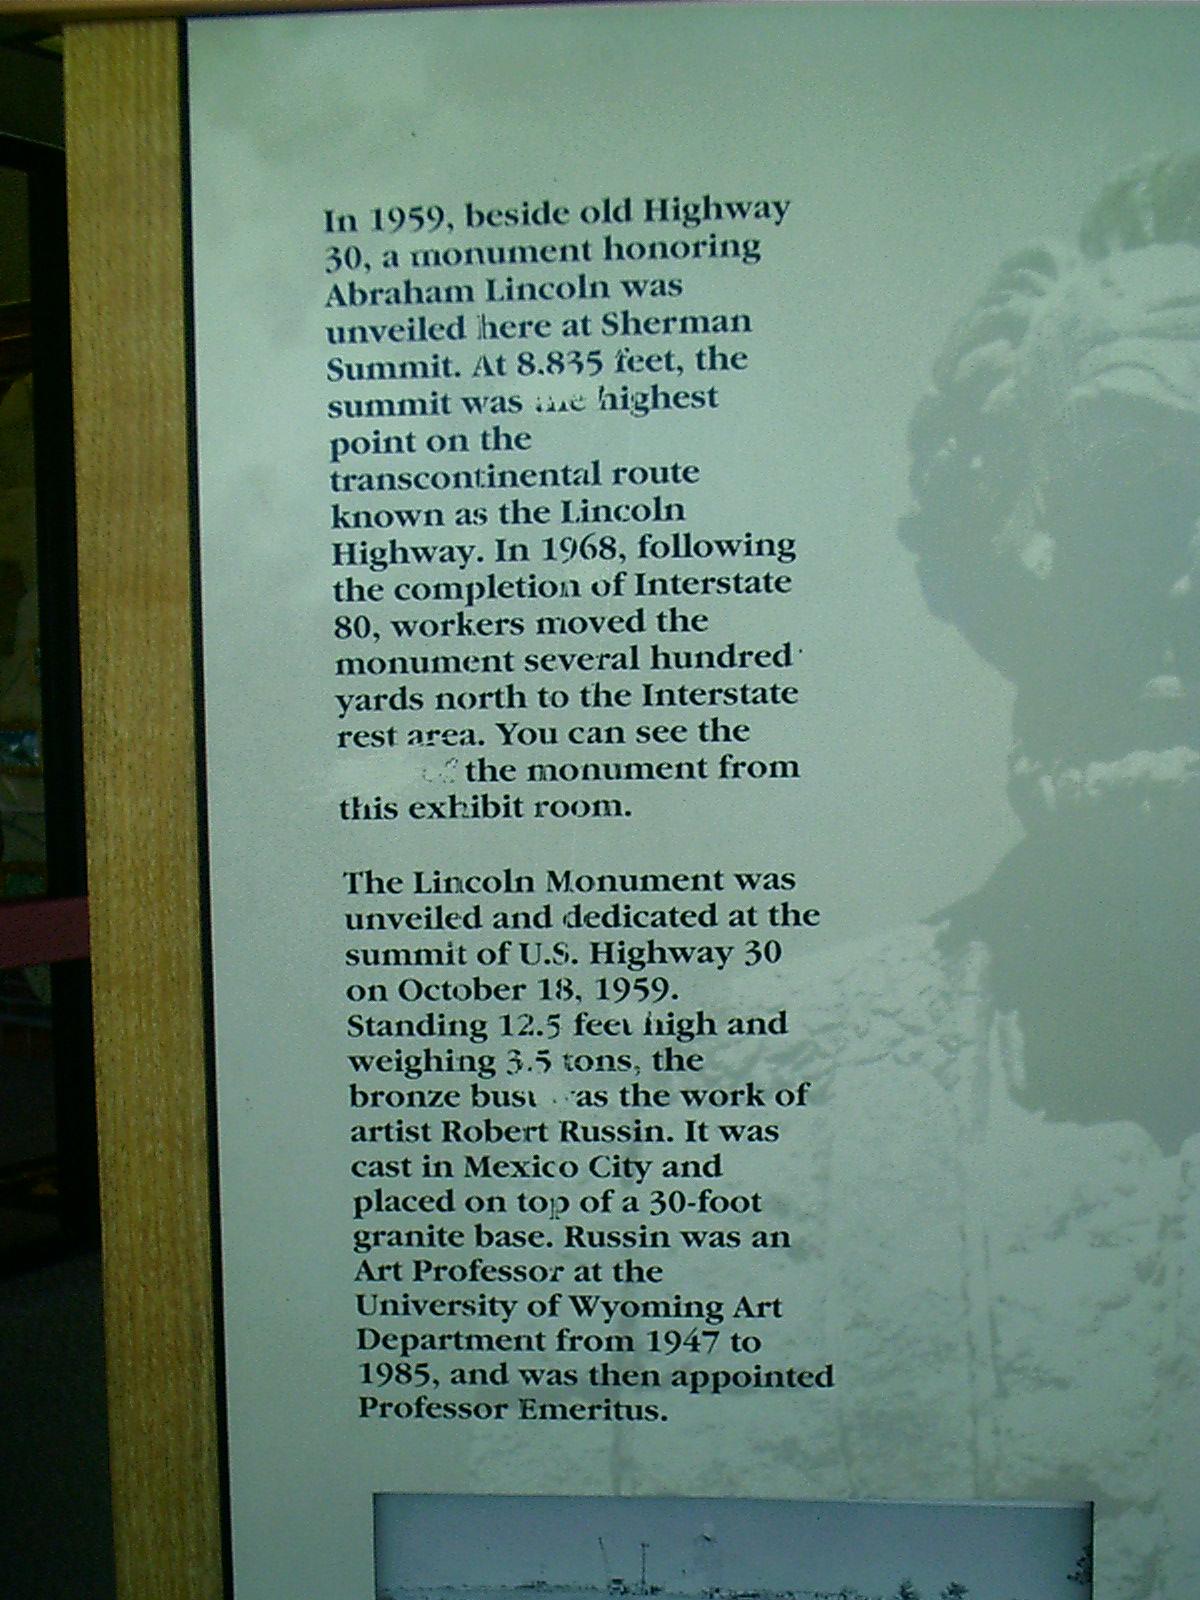 In 1959, beside old Highway
30, a monument honoring
Abraham Lincoln was
unveiled here at Sherman
Summit. At 8.835 feet, the
summit was the highest
point on the
transcontinental route
known as the Lincoln
Highway. In 1968, following
the completion of Interstate
80, workers moved the
monument several hundred
yards north to the Interstate
rest area. You can see the
of the monument from
this exhibit room.
The Lincoln Monument was
unveiled and dedicated at the
summit of U.S. Highway 30
on October 18, 1959.
Standing 12.5 feet high and
weighing 3.5 tons, the
bronze bust was the work of
artist Robert Russin. It was
cast in Mexico City and
placed on top of a 30-foot
granite base. Russin was an
Art Professor at the
University of Wyoming Art
Department from 1947 to
1985, and was then appointed
Professor Emeritus.